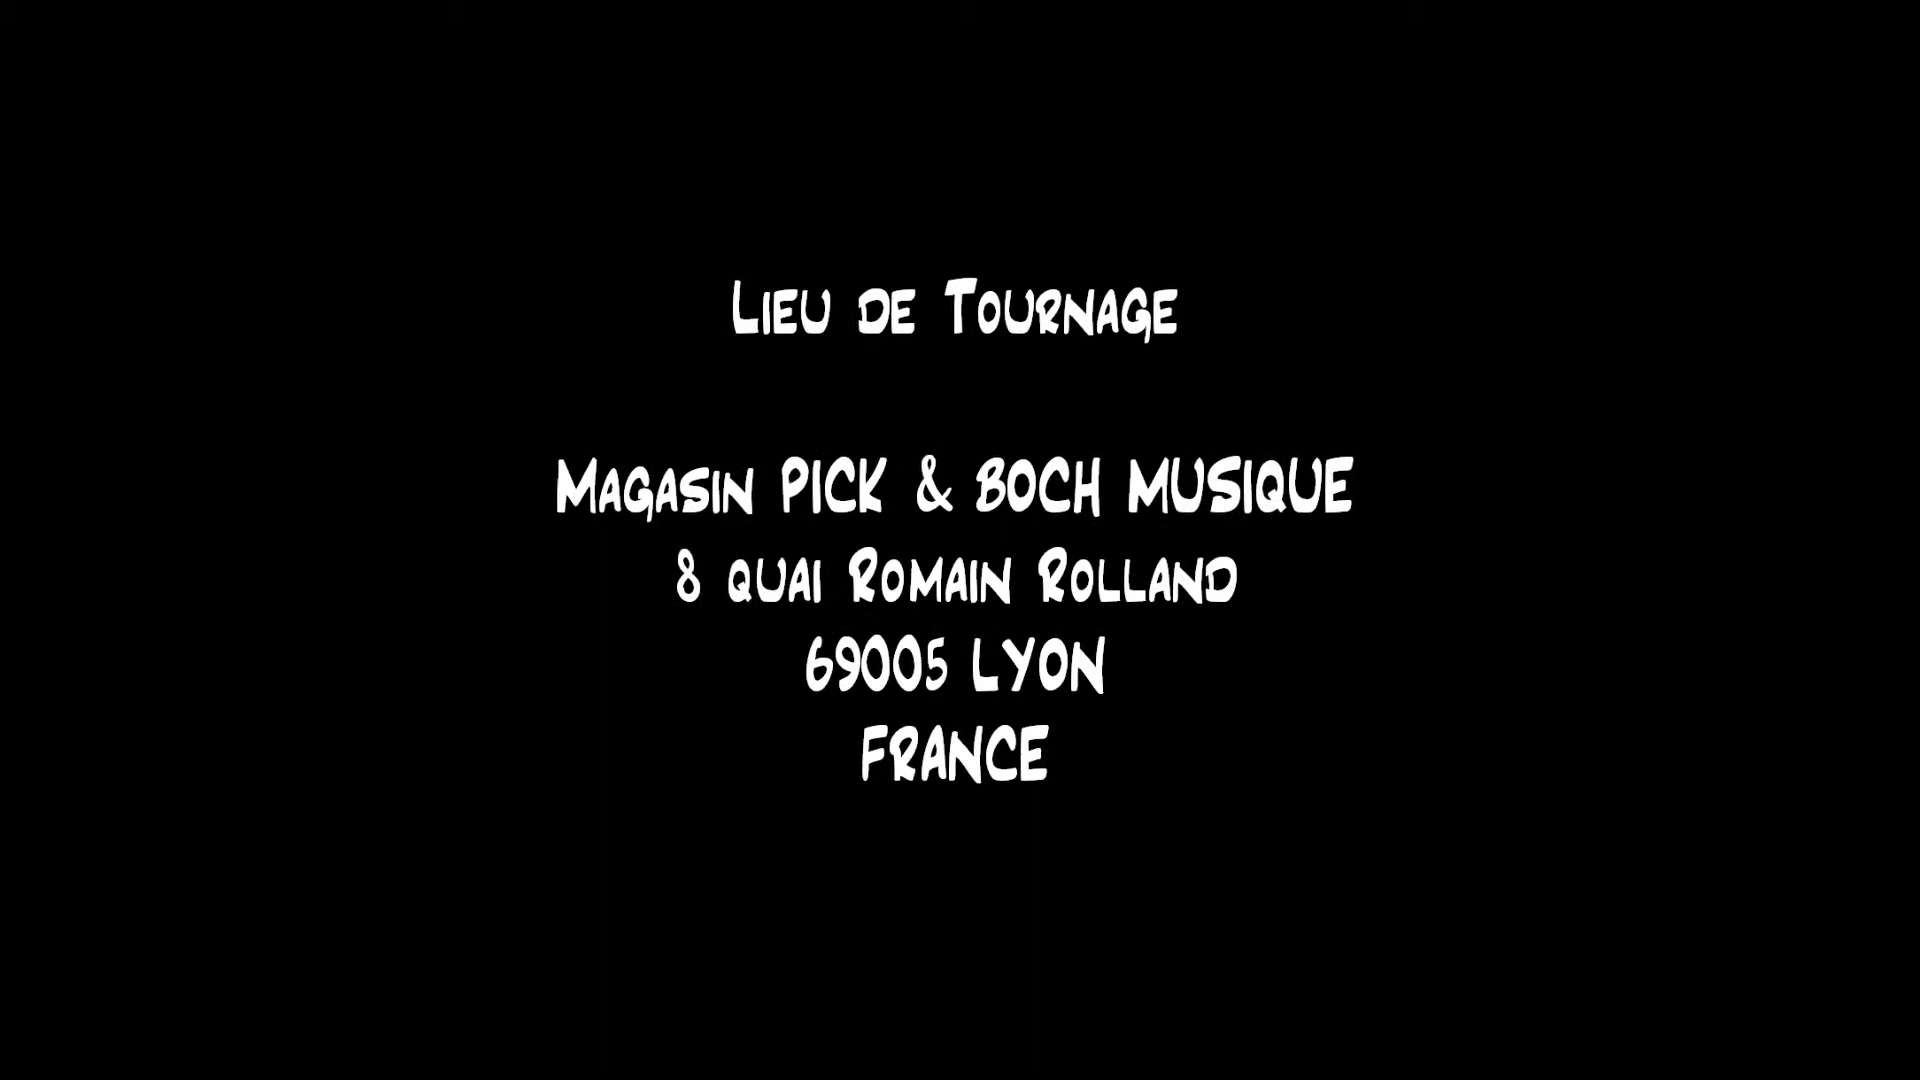 Lieu de Tournage
Magasin PICK & BOCH MUSIQUE
8 quai Romain Rolland
69005 LYON
FRANCE